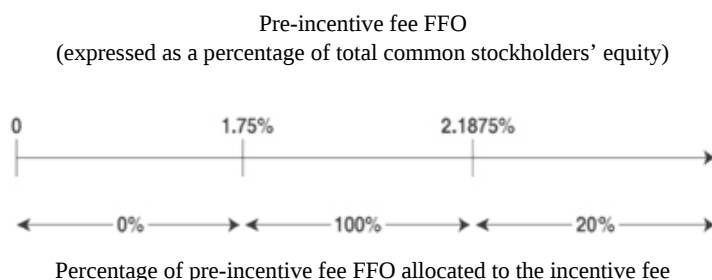 Pre-incentive fee FFO
(expressed as a percentage of total common stockholders’ equity)
0 1.75% 2.1875%
0% 100% 20%
Percentage of pre-incentive fee FFO allocated to the incentive fee